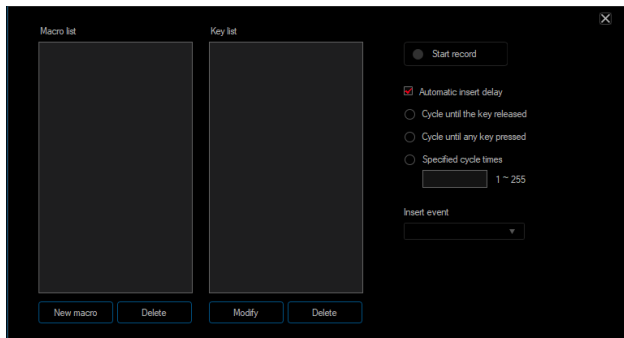 Macro list
Key list
Start record
Automatic insert delay
Cycle until the key released
Cycle until any key pressed
Specified cycle times
1 ~ 255
Insert event
New macro
Delete
Modify
Delete